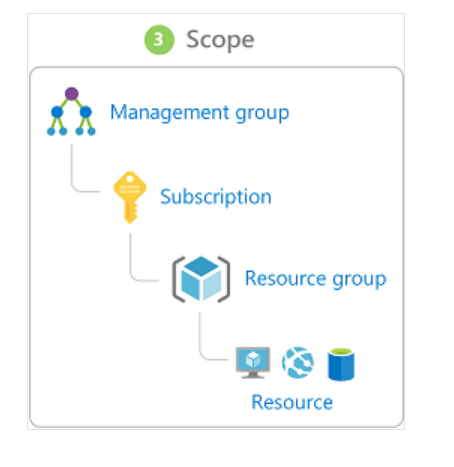 3 Scope
Management group
Subscription
Resource group
Resource